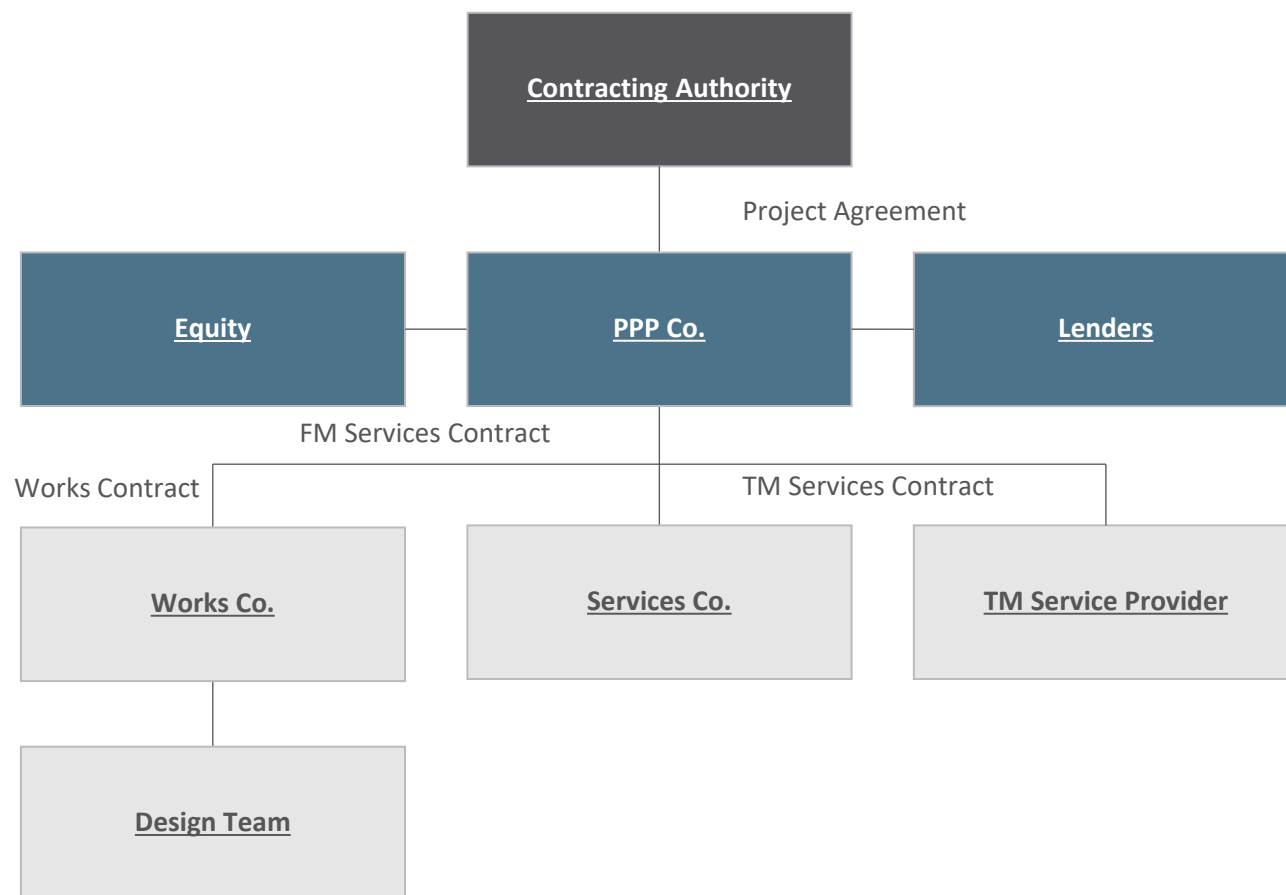 Contracting Authority
Project Agreement
Equity
PPP Co.
Lenders
FM Services Contract
Works Contract
TM Services Contract
Works Co.
Services Co.
TM Service Provider
Design Team